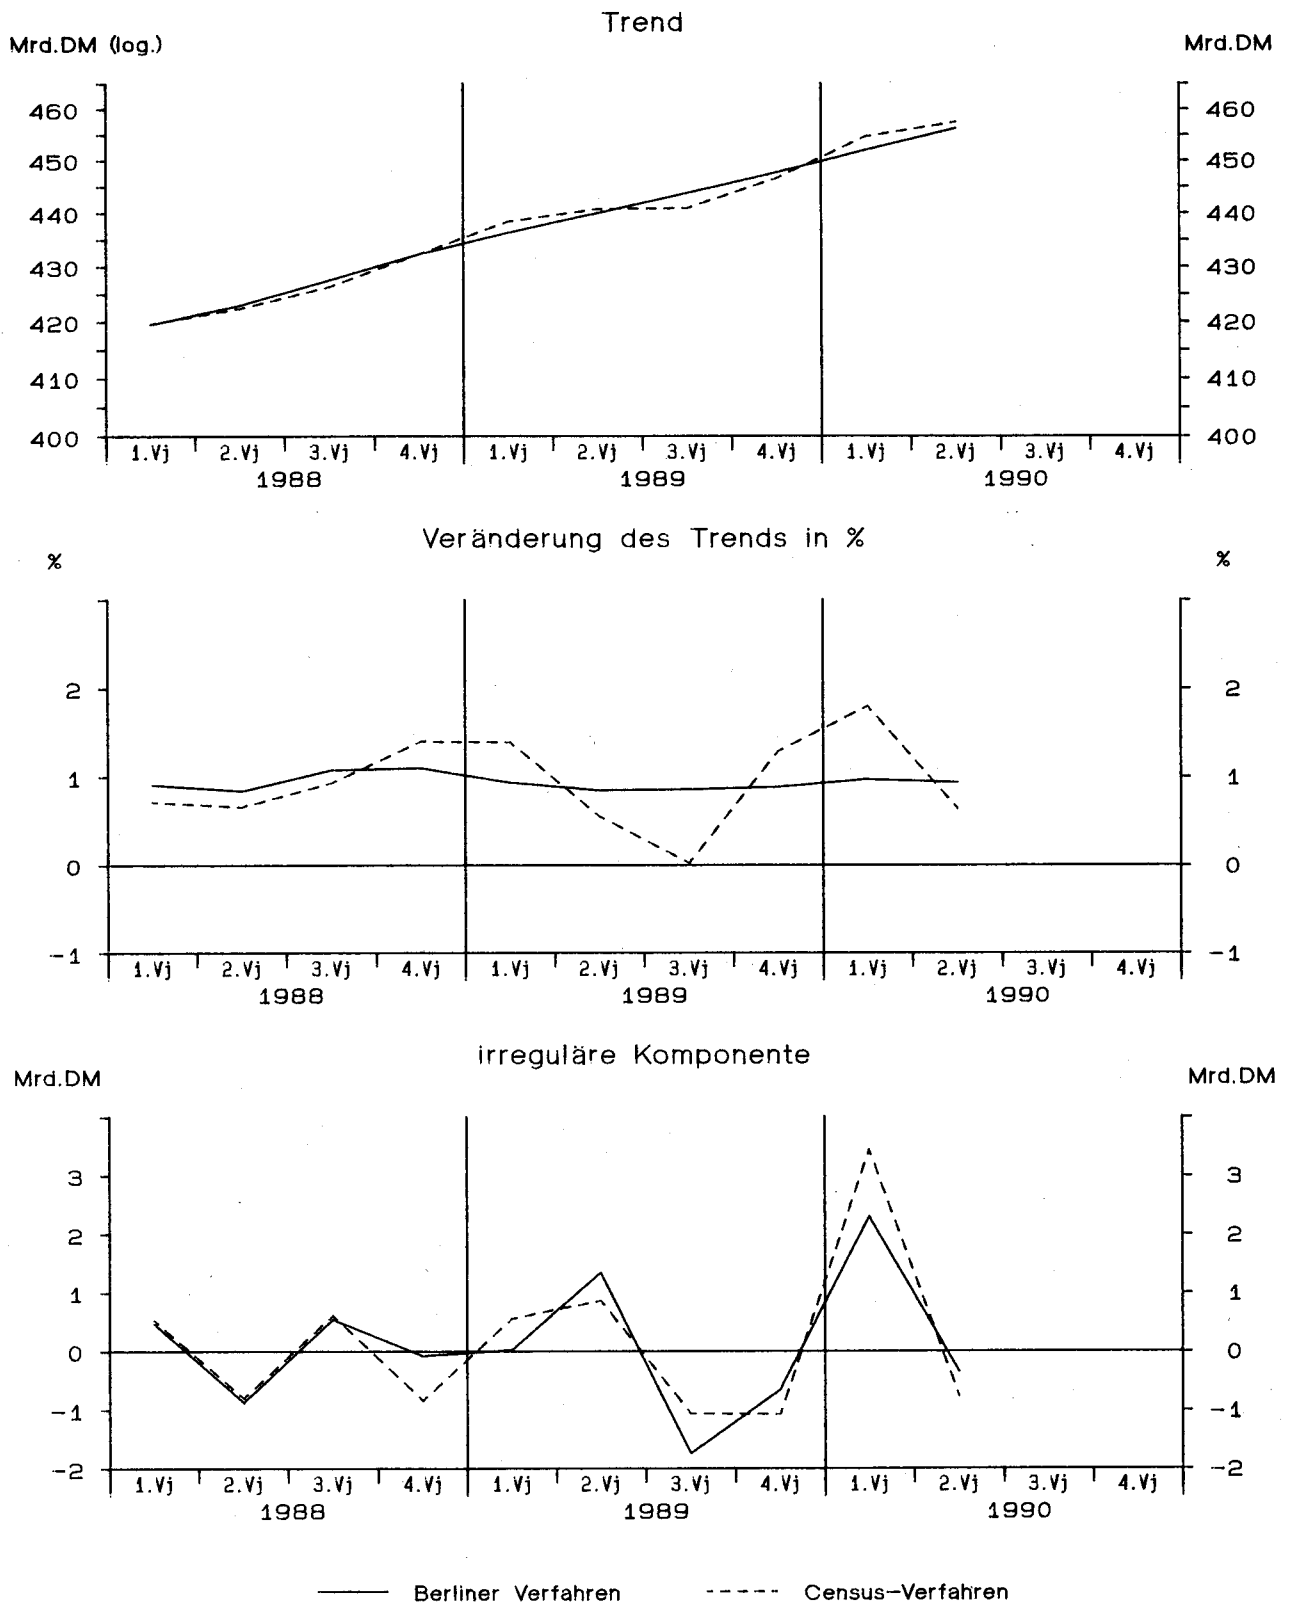 Trend
Mrd.DM (log.) Mrd.DM
460 460
450 450
440 440
430 430
420 420
410 410
400 400
1.Vj 2.Vj 3.Vj 4.Vj 1.Vj 2.Vj 3.Vj 4.Vj 1.Vj 2.Vj 3.Vj 4.Vj
1988 1989 1990
Veränderung des Trends in %
% %
2 2
1 1
0 0
-1 -1
1.Vj 2.Vj 3.Vj 4.Vj 1.Vj 2.Vj 3.Vj 4.Vj 1.Vj 2.Vj 3.Vj 4.Vj
1988 1989 1990
irreguläre Komponente
Mrd.DM Mrd.DM
3 3
2 2
1 1
0 0
-1 -1
-2 -2
1.Vj 2.Vj 3.Vj 4.Vj 1.Vj 2.Vj 3.Vj 4.Vj 1.Vj 2.Vj 3.Vj 4.Vj
1988 1989 1990
Berliner Verfahren Census-Verfahren